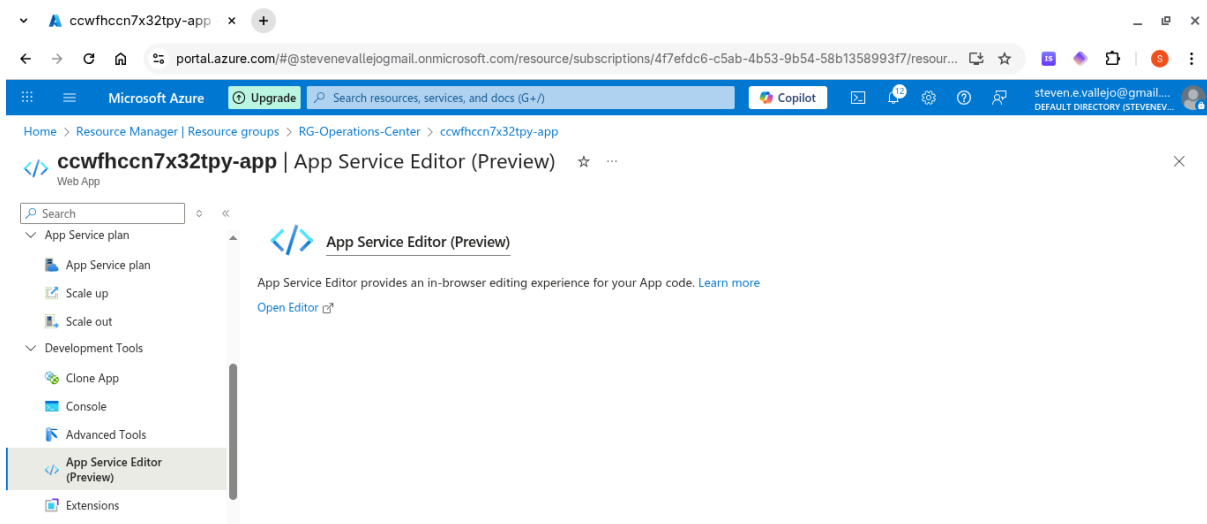 ccwfhccn7x32tpy-app
portal.azure.com/#@stevenevallejogmail.onmicrosoft.com/resource/subscriptions/4f7efdc6-c5ab-4b53-9b54-58b1358993f7/resour...
IS
S
Microsoft Azure
Upgrade
Search resources, services, and docs (G+/)
Copilot
12
steven.e.vallejo@gmail....
DEFAULT DIRECTORY (STEVENEV...
Home > Resource Manager | Resource groups > RG-Operations-Center > ccwfhccn7x32tpy-app
ccwfhccn7x32tpy-app | App Service Editor (Preview)
Web App
Search
App Service plan
App Service plan
Scale up
Scale out
Development Tools
Clone App
Console
Advanced Tools
App Service Editor
(Preview)
Extensions
App Service Editor (Preview)
App Service Editor provides an in-browser editing experience for your App code. Learn more
Open Editor